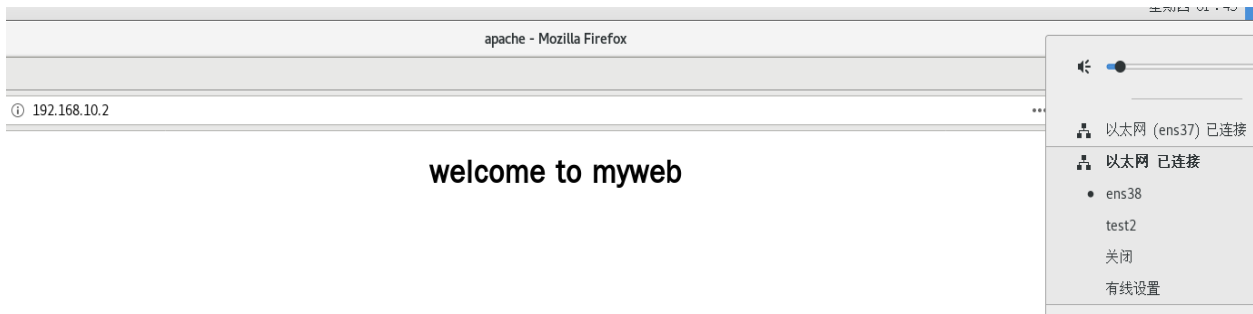 apache - Mozilla Firefox
192.168.10.2
welcome to myweb
以太网 (ens37) 已连接
以太网 已连接
ens38
test2
关闭
有线设置